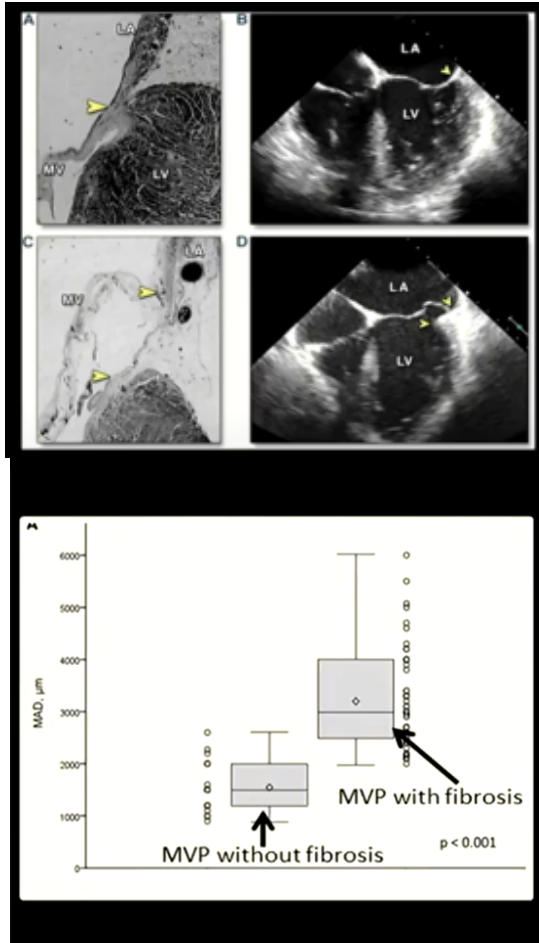 A
LA
MV
LV
B
LA
LV
C
LA
MV
D
LA
LV
A
MAD, µm
6000
5000
4000
3000
2000
1000
0
MVP with fibrosis
MVP without fibrosis
p < 0.001